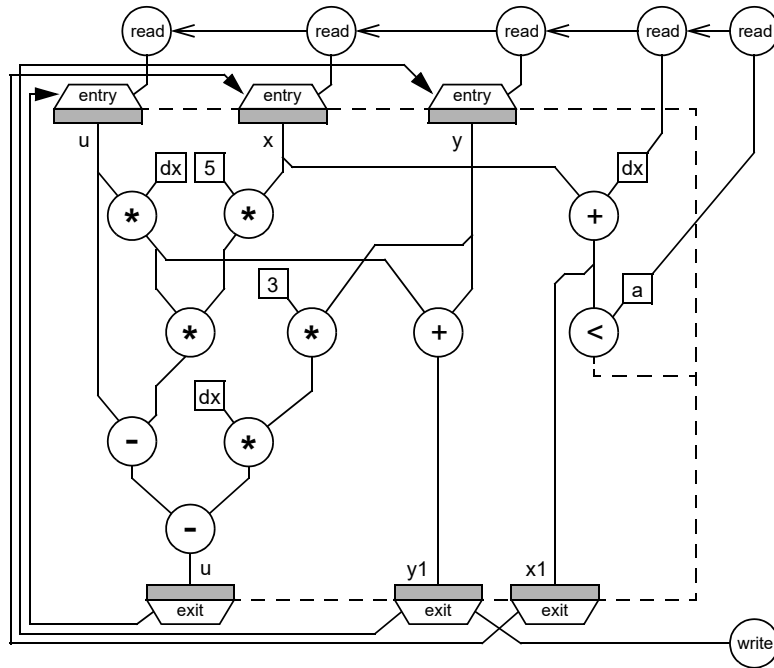 read read read read read
entry entry entry
u x y
dx 5 dx
* * +
3 a
* * + <
dx
- *
-
u y1 x1
exit exit exit
write